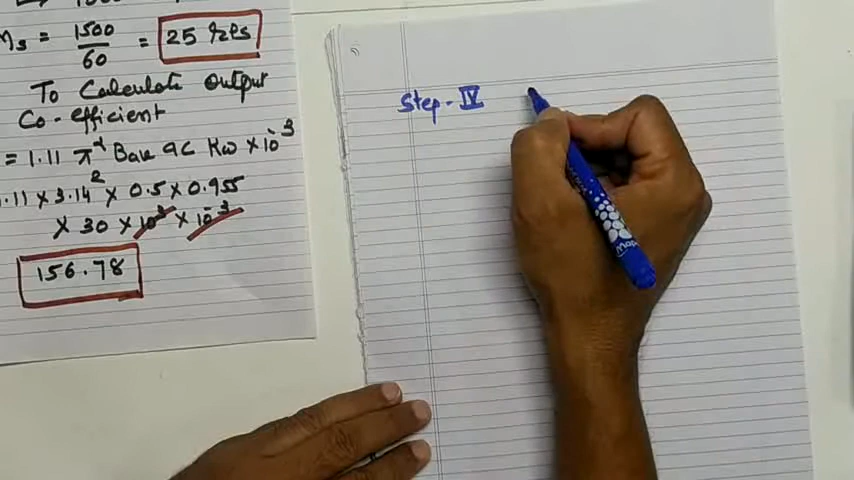 ηs = 1500/60 = 25 rps
To Calculate output
Co-efficient
= 1.11 π² Bav ac Kw × 10⁻³
1.11 × 3.14² × 0.5 × 0.955
× 30 × 10³ × 10⁻³
156.78
Step - IV